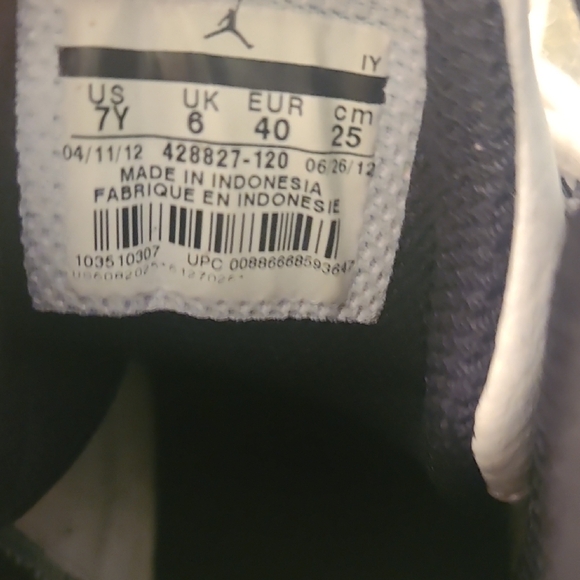 IY
US UK EUR cm
7Y 6 40 25
04/11/12 428827-120 06/26/12
MADE IN INDONESIA
FABRIQUE EN INDONESIE
103510307 UPC 00886668593647